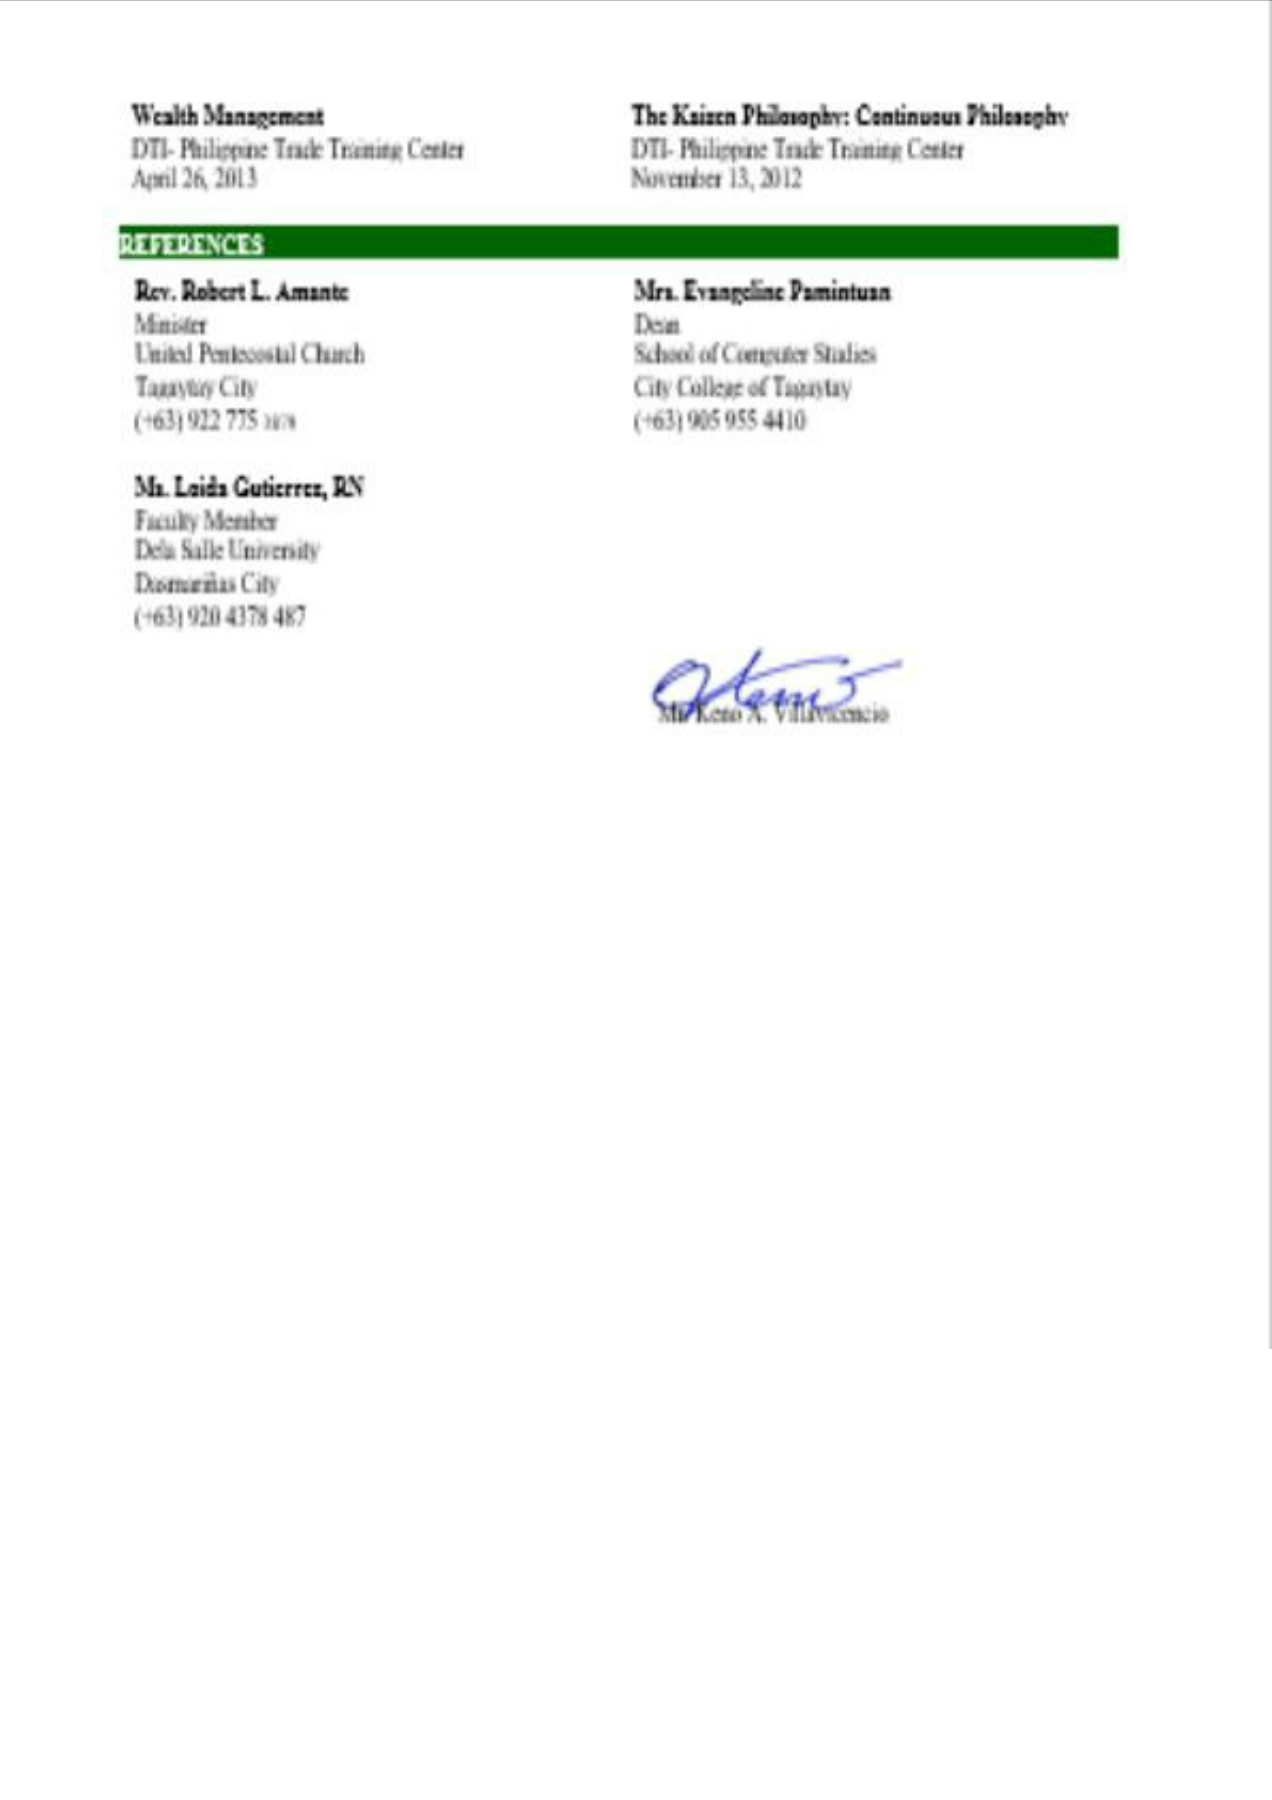 Wealth Management
DTI- Philippine Trade Training Center
April 26, 2013
The Kaizen Philosophy: Continuous Philosophy
DTI- Philippine Trade Training Center
November 13, 2012
REFERENCES
Rev. Robert L. Amante
Minister
United Pentecostal Church
Tagaytay City
(+63) 922 775
Mrs. Evangeline Pamintuan
Dean
School of Computer Studies
City College of Tagaytay
(+63) 905 955 4410
Ms. Loida Gutierrez, RN
Faculty Member
Dela Salle University
Dasmariñas City
(+63) 920 4378 487
Keno A. Villavicencio